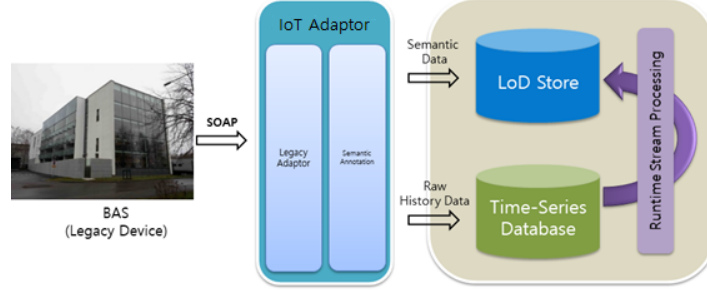 IoT Adaptor
Semantic
Data
LoD Store
SOAP
Legacy
Adaptor
Semantic
Annotation
Runtime Stream Processing
BAS
(Legacy Device)
Raw
History Data
Time-Series
Database